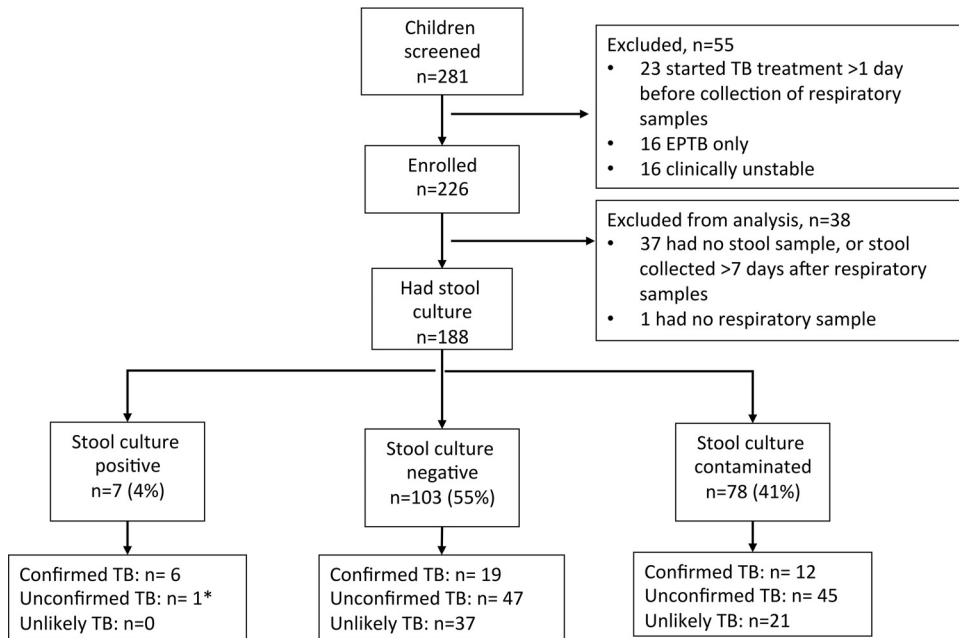 Children
screened
n=281
Excluded, n=55
• 23 started TB treatment >1 day
before collection of respiratory
samples
• 16 EPTB only
• 16 clinically unstable
Enrolled
n=226
Excluded from analysis, n=38
• 37 had no stool sample, or stool
collected >7 days after respiratory
samples
• 1 had no respiratory sample
Had stool
culture
n=188
Stool culture
positive
n=7 (4%)
Stool culture
negative
n=103 (55%)
Stool culture
contaminated
n=78 (41%)
Confirmed TB: n= 6
Unconfirmed TB: n= 1*
Unlikely TB: n=0
Confirmed TB: n= 19
Unconfirmed TB: n= 47
Unlikely TB: n=37
Confirmed TB: n= 12
Unconfirmed TB: n= 45
Unlikely TB: n=21